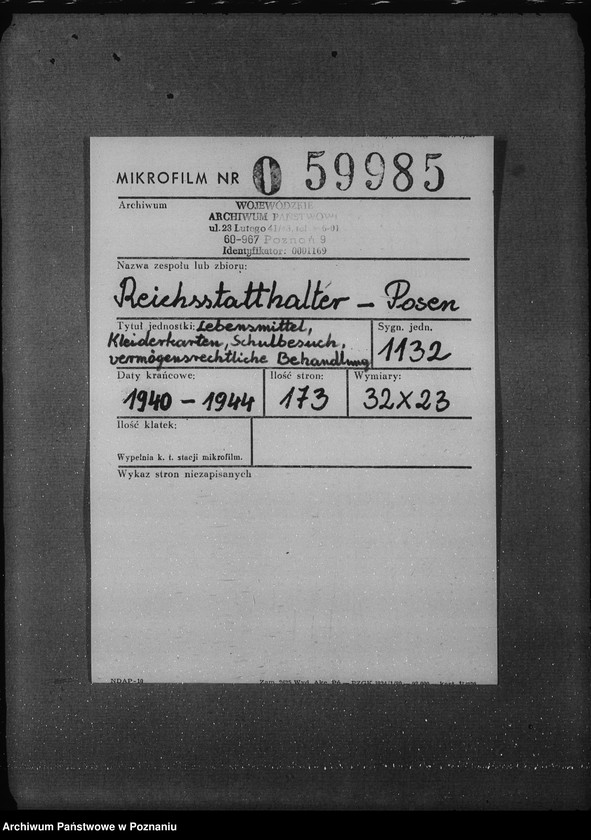 MIKROFILM NR 0 59985
Archiwum
WOJEWÓDZKIE
ARCHIWUM PAŃSTWOWE
ul. 23 Lutego
60-967 Poznań 9
Identyfikator: 0001169
Nazwa zespołu lub zbioru:
Reichsstatthalter – Posen
Tytuł jednostki: Lebensmittel,
Kleiderkarten, Schulbesuch,
vermögensrechtliche Behandlung
Sygn. jedn.
1132
Daty krańcowe: Ilość stron: Wymiary:
1940 – 1944 173 32x23
Ilość klatek:
Wypełnia k. t. stacji mikrofilm.
Wykaz stron niezapisanych
NDAP-10
Archiwum Państwowe w Poznaniu